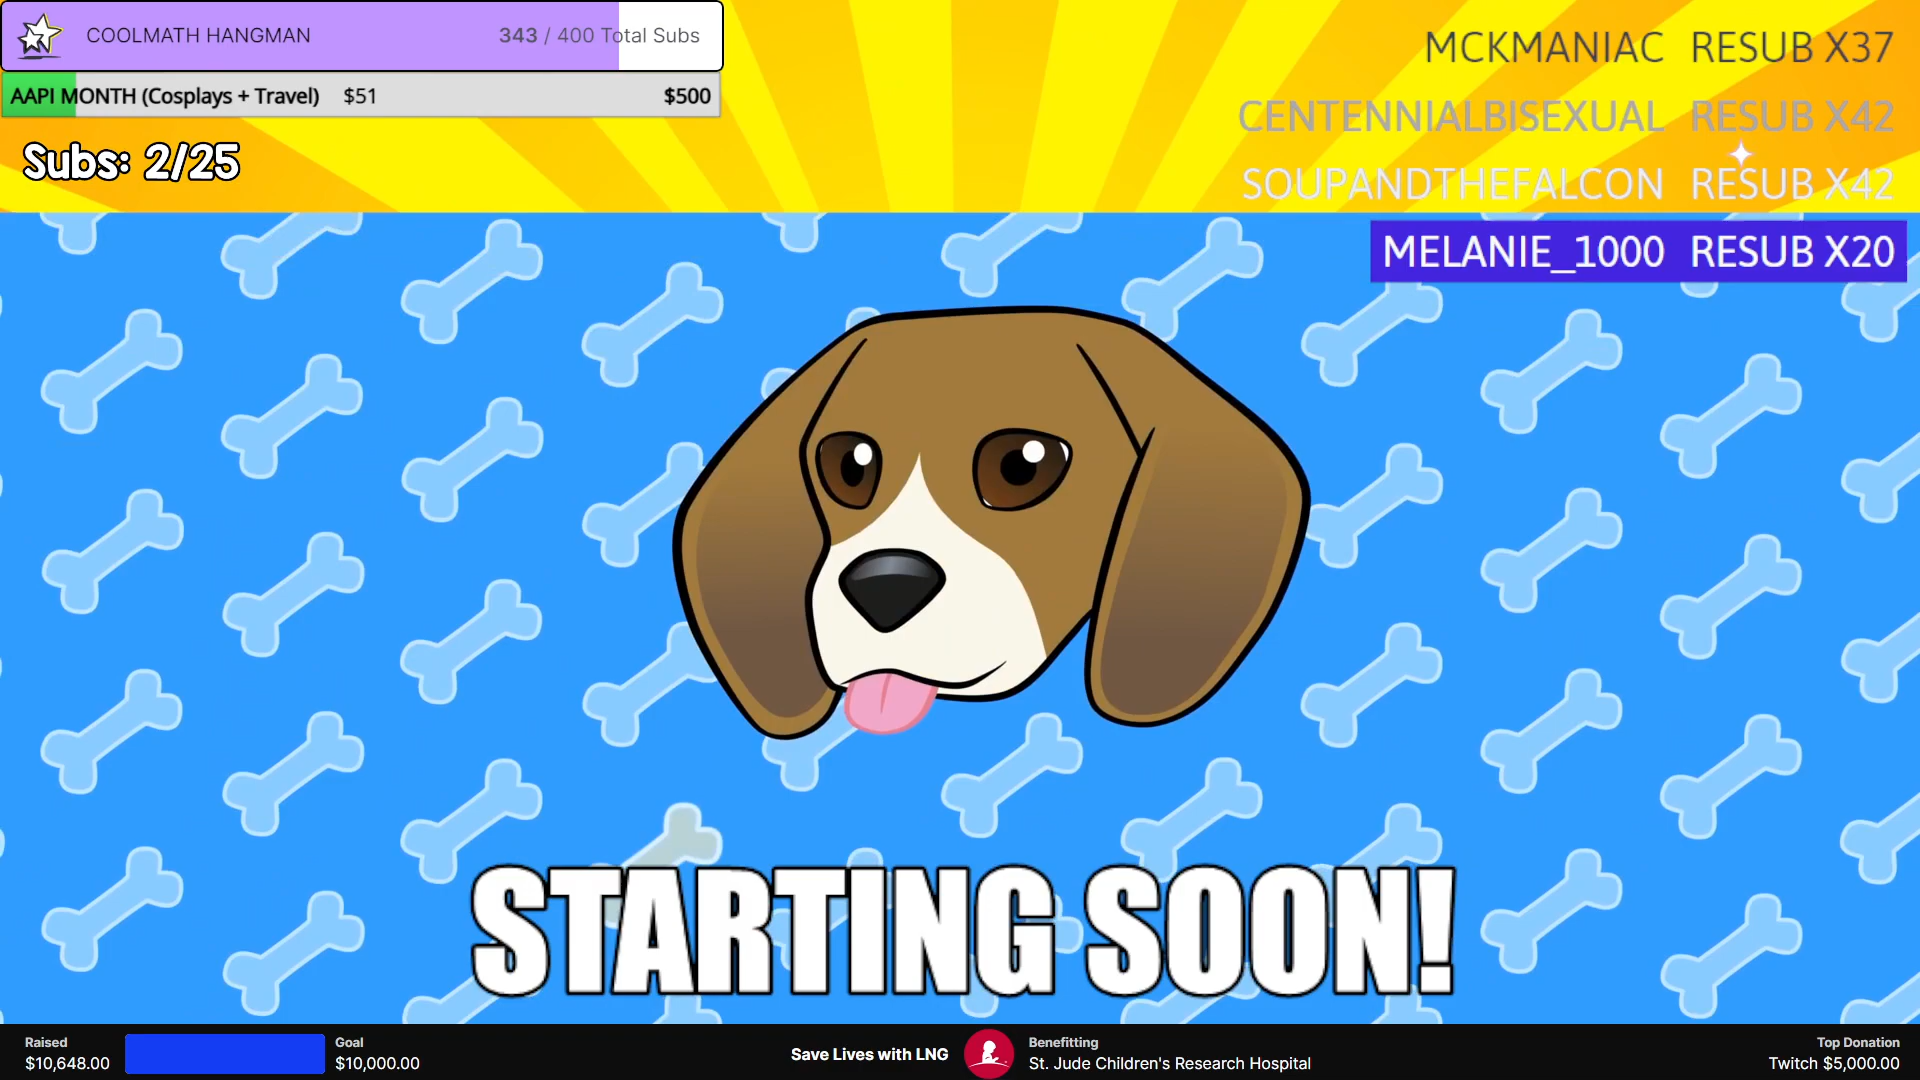 COOLMATH HANGMAN 343 / 400 Total Subs
AAPI MONTH (Cosplays + Travel) $51 $500
Subs: 2/25
MCKMANIAC RESUB X37
CENTENNIALBISEXUAL RESUB X42
SOUPANDTHEFALCON RESUB X42
MELANIE_1000 RESUB X20
STARTING SOON!
Raised
$10,648.00
Goal
$10,000.00
Save Lives with LNG
Benefitting
St. Jude Children's Research Hospital
Top Donation
Twitch $5,000.00